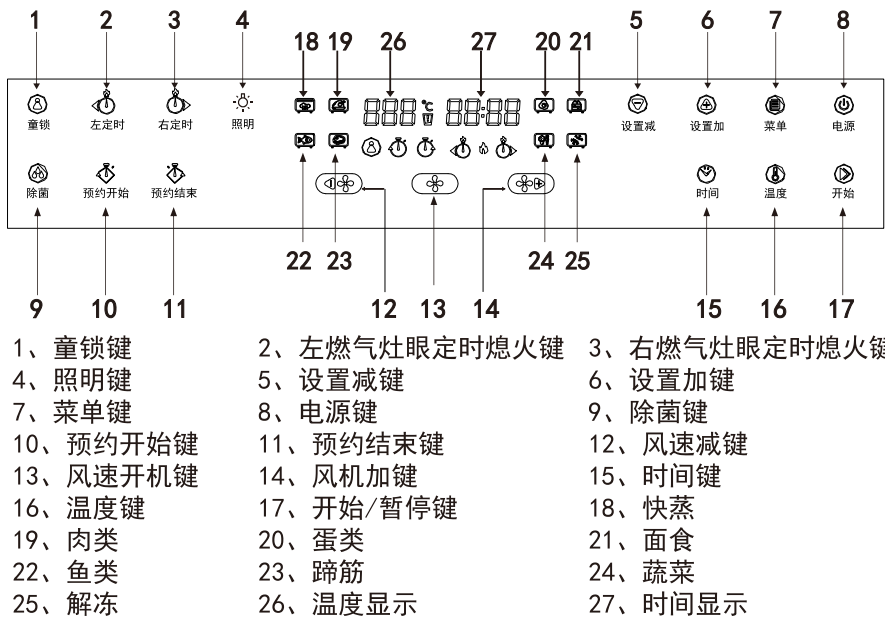 1 2 3 4 18 19 26 27 20 21 5 6 7 8
童锁 左定时 右定时 照明 888 ℃ 88:88 设置减 设置加 菜单 电源
除菌 预约开始 预约结束 时间 温度 开始
22 23 24 25
9 10 11 12 13 14 15 16 17
1、童锁键 2、左燃气灶眼定时熄火键 3、右燃气灶眼定时熄火键
4、照明键 5、设置减键 6、设置加键
7、菜单键 8、电源键 9、除菌键
10、预约开始键 11、预约结束键 12、风速减键
13、风速开机键 14、风机加键 15、时间键
16、温度键 17、开始/暂停键 18、快蒸
19、肉类 20、蛋类 21、面食
22、鱼类 23、蹄筋 24、蔬菜
25、解冻 26、温度显示 27、时间显示